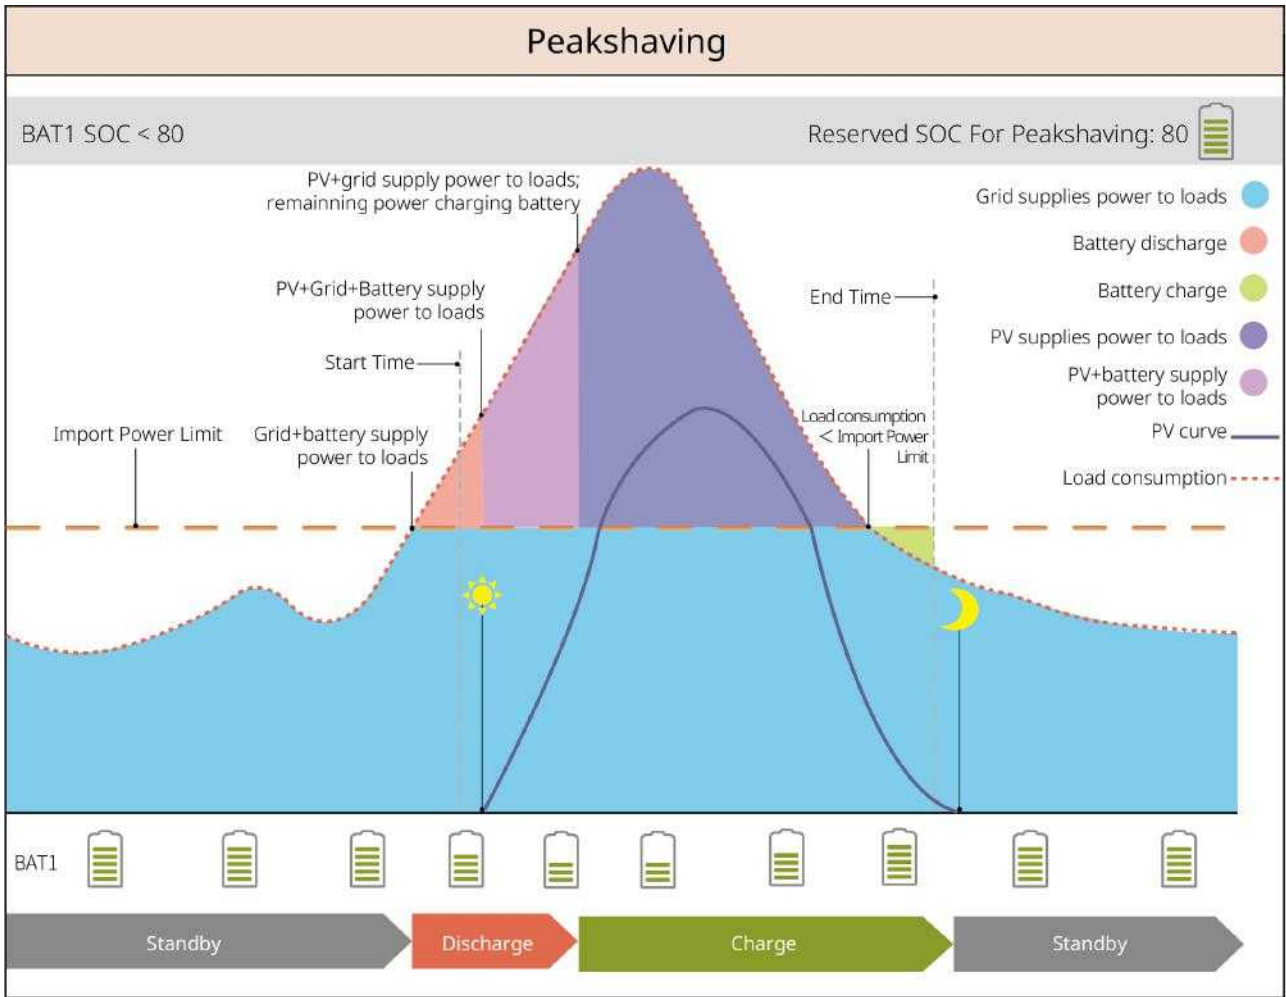 Peakshaving
BAT1 SOC < 80
Reserved SOC For Peakshaving: 80
PV+grid supply power to loads;
remainning power charging battery
Grid supplies power to loads
Battery discharge
PV+Grid+Battery supply
power to loads
End Time
Battery charge
Start Time
PV supplies power to loads
PV+battery supply
power to loads
Import Power Limit
Grid+battery supply
power to loads
Load consumption
< Import Power
Limit
PV curve
Load consumption
BAT1
Standby
Discharge
Charge
Standby